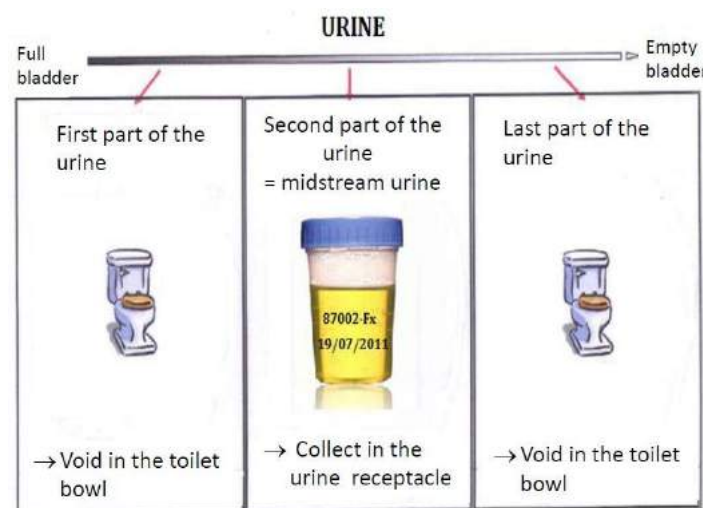 URINE
Full
bladder
Empty
bladder
First part of the
urine
→ Void in the toilet
bowl
Second part of the
urine
= midstream urine
87002-Fx
19/07/2011
→ Collect in the
urine receptacle
Last part of the
urine
→ Void in the toilet
bowl